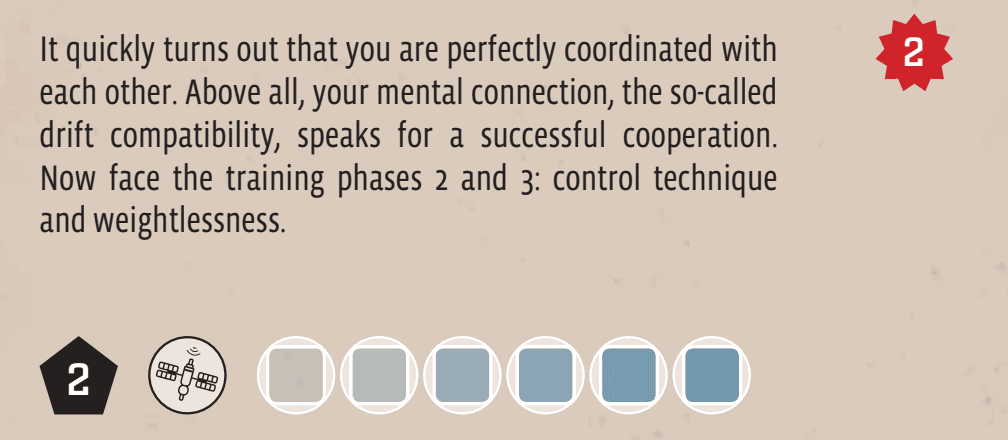 It quickly turns out that you are perfectly coordinated with
each other. Above all, your mental connection, the so-called
drift compatibility, speaks for a successful cooperation.
Now face the training phases 2 and 3: control technique
and weightlessness.
2
2